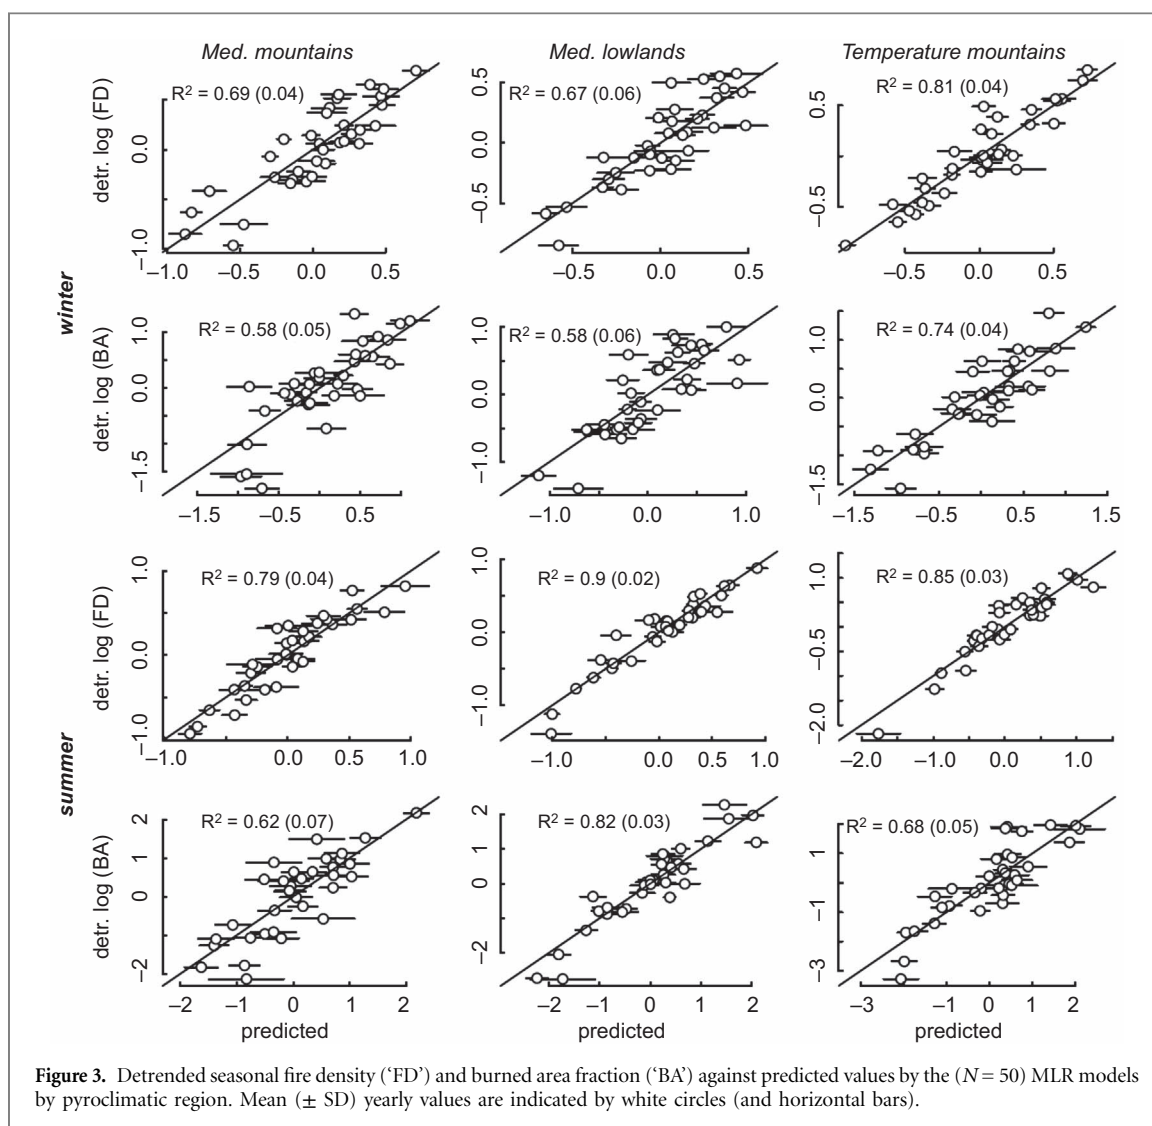 Med. mountains Med. lowlands Temperature mountains
winter
detr. log (FD)
R² = 0.69 (0.04)
0.0
−1.0
−1.0 −0.5 0.0 0.5
R² = 0.67 (0.06)
0.5
0.0
−0.5
−0.5 0.0 0.5
R² = 0.81 (0.04)
0.5
−0.5
−0.5 0.0 0.5
detr. log (BA)
R² = 0.58 (0.05)
1.0
0.0
−1.5
−1.5 −0.5 0.5
R² = 0.58 (0.06)
1.0
0.0
−1.0
−1.0 0.0 1.0
R² = 0.74 (0.04)
1.0
0.0
−1.5
−1.5 −0.5 0.5 1.5
summer
detr. log (FD)
R² = 0.79 (0.04)
1.0
0.0
−1.0
−1.0 0.0 0.5 1.0
R² = 0.9 (0.02)
1.0
0.0
−1.0
−1.0 0.0 0.5 1.0
R² = 0.85 (0.03)
1.0
−0.5
−2.0
−2.0 −1.0 0.0 1.0
detr. log (BA)
R² = 0.62 (0.07)
2
1
0
−2
−2 −1 0 1 2
predicted
R² = 0.82 (0.03)
2
0
−2
−2 −1 0 1 2
predicted
R² = 0.68 (0.05)
1
−1
−3
−3 −1 0 1 2
predicted
Figure 3. Detrended seasonal fire density (‘FD’) and burned area fraction (‘BA’) against predicted values by the (N = 50) MLR models
by pyroclimatic region. Mean (± SD) yearly values are indicated by white circles (and horizontal bars).